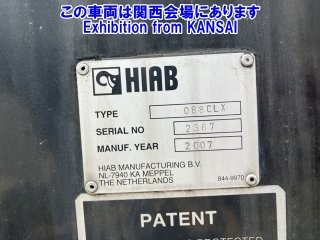 この車両は関西会場にあります
Exhibition from KANSAI
HIAB
TYPE 088CLX
SERIAL NO 2367
MANUF. YEAR 2007
HIAB MANUFACTURING B.V.
NL-7940 KA MEPPEL
THE NETHERLANDS 844-9970
PATENT